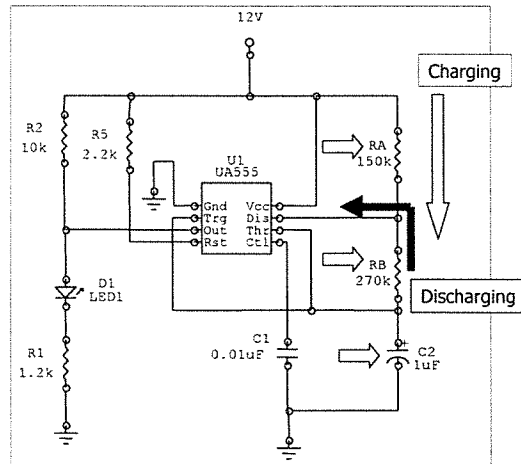 12V
Charging
R2
10k
R5
2.2k
RA
150k
U1
UA555
Gnd Vcc
Trg Dis
Out Thr
Rst Ctl
RB
270k
Discharging
D1
LED1
R1
1.2k
C1
0.01uF
+
C2
1uF